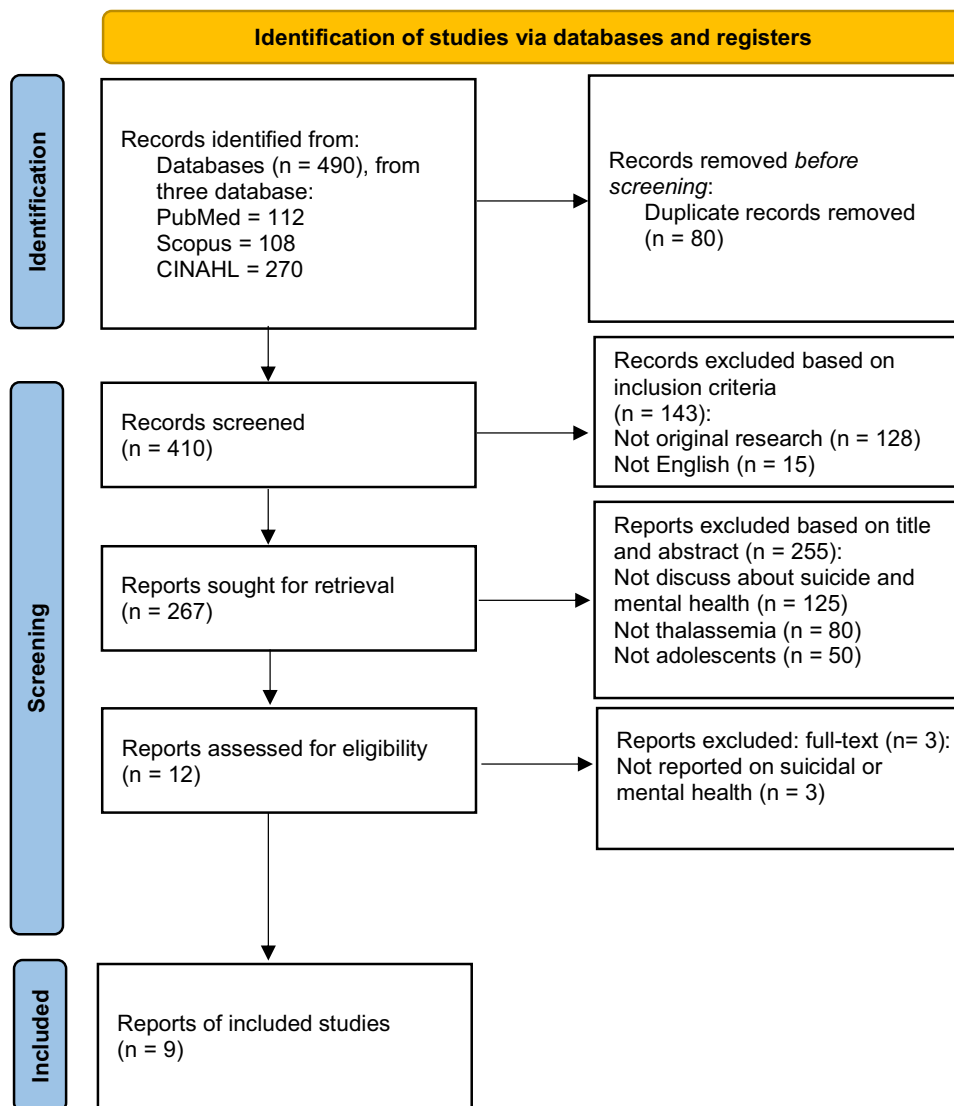 Identification of studies via databases and registers
Identification
Records identified from:
Databases (n = 490), from
three database:
PubMed = 112
Scopus = 108
CINAHL = 270
Records removed before
screening:
Duplicate records removed
(n = 80)
Screening
Records screened
(n = 410)
Records excluded based on
inclusion criteria
(n = 143):
Not original research (n = 128)
Not English (n = 15)
Reports sought for retrieval
(n = 267)
Reports excluded based on title
and abstract (n = 255):
Not discuss about suicide and
mental health (n = 125)
Not thalassemia (n = 80)
Not adolescents (n = 50)
Reports assessed for eligibility
(n = 12)
Reports excluded: full-text (n= 3):
Not reported on suicidal or
mental health (n = 3)
Included
Reports of included studies
(n = 9)